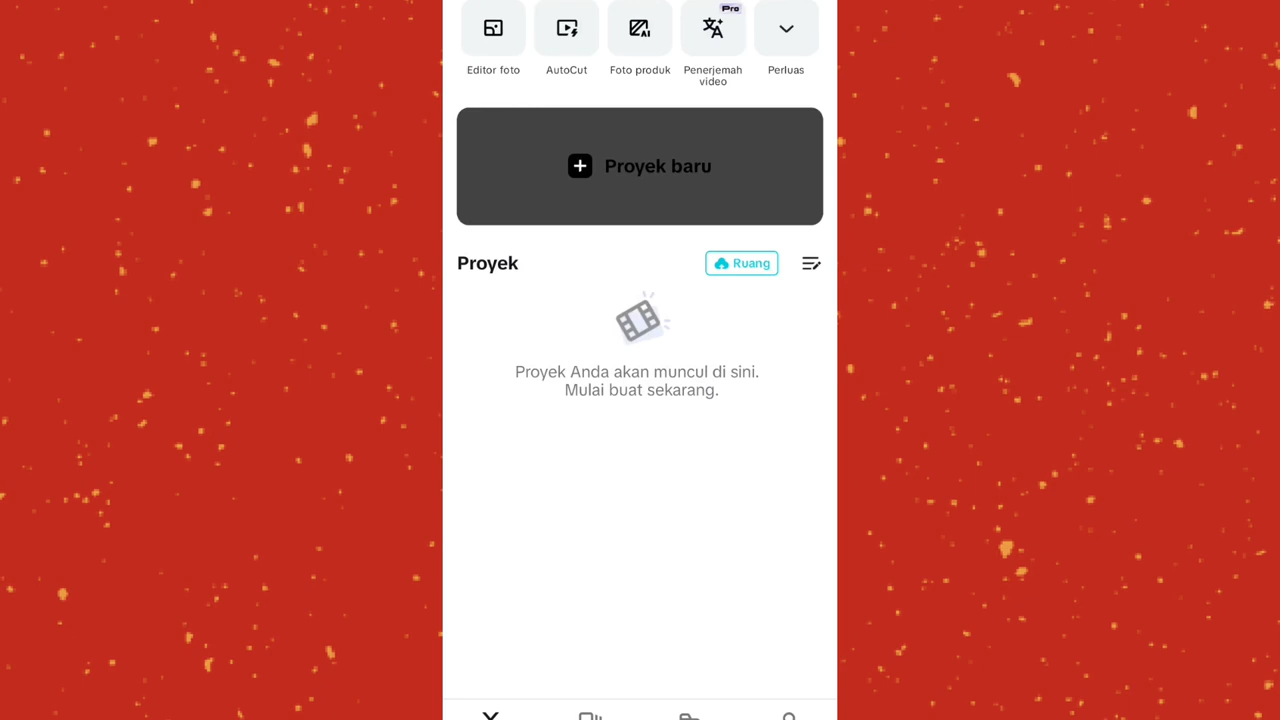 Pro
Editor foto
AutoCut
Foto produk
Penerjemah
video
Perluas
Proyek baru
Proyek
Ruang
Proyek Anda akan muncul di sini.
Mulai buat sekarang.